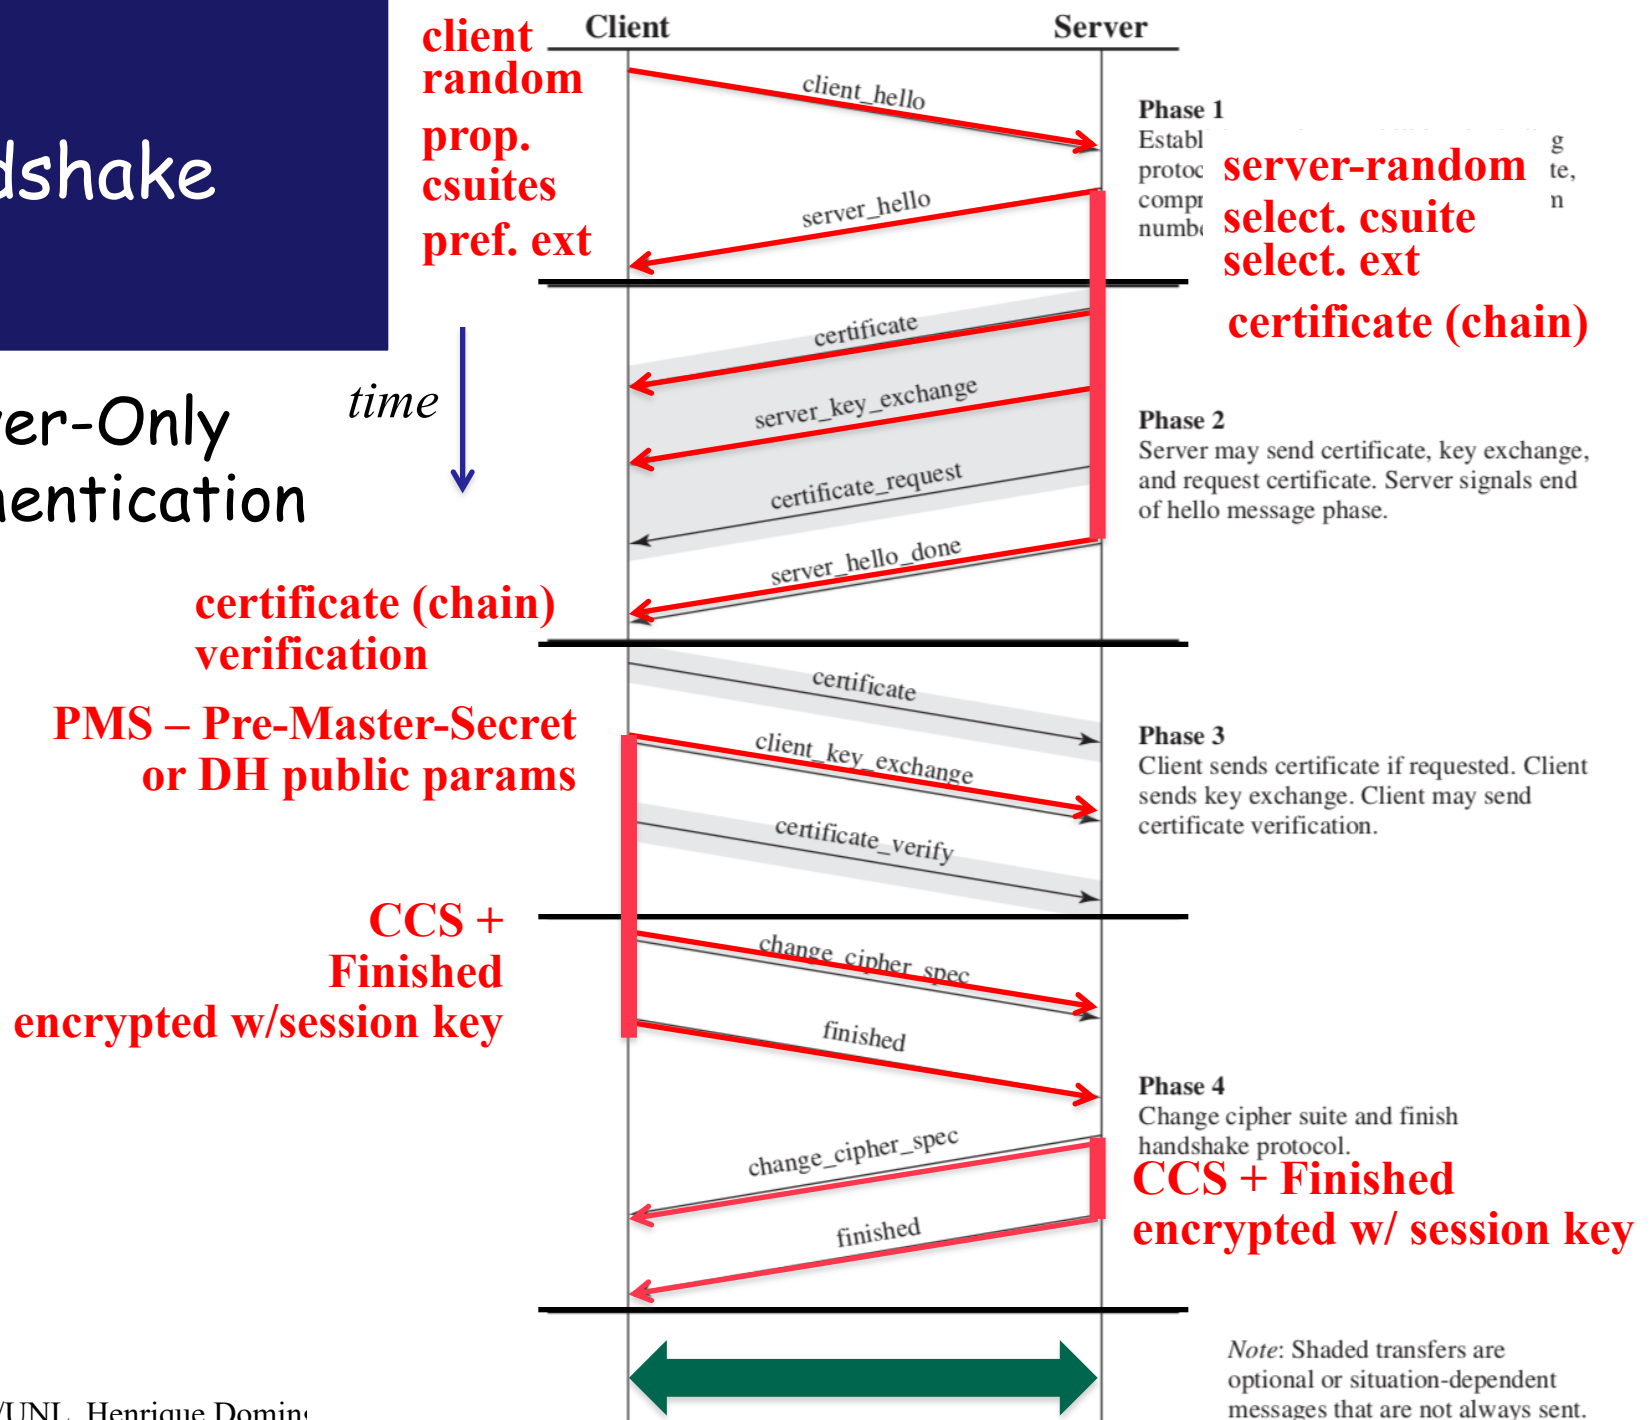 dshake
er-Only
hentication
time
Client
Server
client
random
prop.
csuites
pref. ext
client_hello
server_hello
Phase 1
server-random
select. csuite
select. ext
certificate (chain)
certificate
server_key_exchange
certificate_request
server_hello_done
Phase 2
Server may send certificate, key exchange,
and request certificate. Server signals end
of hello message phase.
certificate (chain)
verification
PMS – Pre-Master-Secret
or DH public params
certificate
client_key_exchange
certificate_verify
Phase 3
Client sends certificate if requested. Client
sends key exchange. Client may send
certificate verification.
CCS +
Finished
encrypted w/session key
change_cipher_spec
finished
change_cipher_spec
finished
Phase 4
Change cipher suite and finish
handshake protocol.
CCS + Finished
encrypted w/ session key
Note: Shaded transfers are
optional or situation-dependent
messages that are not always sent.
/UNL, Henrique Doming